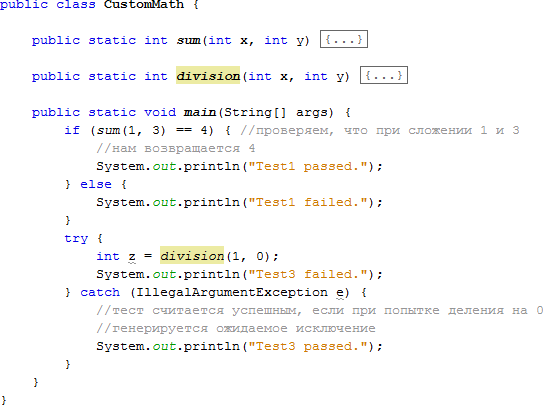 public class CustomMath {
public static int sum(int x, int y) {...}
public static int division(int x, int y) {...}
public static void main(String[] args) {
if (sum(1, 3) == 4) { //проверяем, что при сложении 1 и 3
//нам возвращается 4
System.out.println("Test1 passed.");
} else {
System.out.println("Test1 failed.");
}
try {
int z = division(1, 0);
System.out.println("Test3 failed.");
} catch (IllegalArgumentException e) {
//тест считается успешным, если при попытке деления на 0
//генерируется ожидаемое исключение
System.out.println("Test3 passed.");
}
}
}